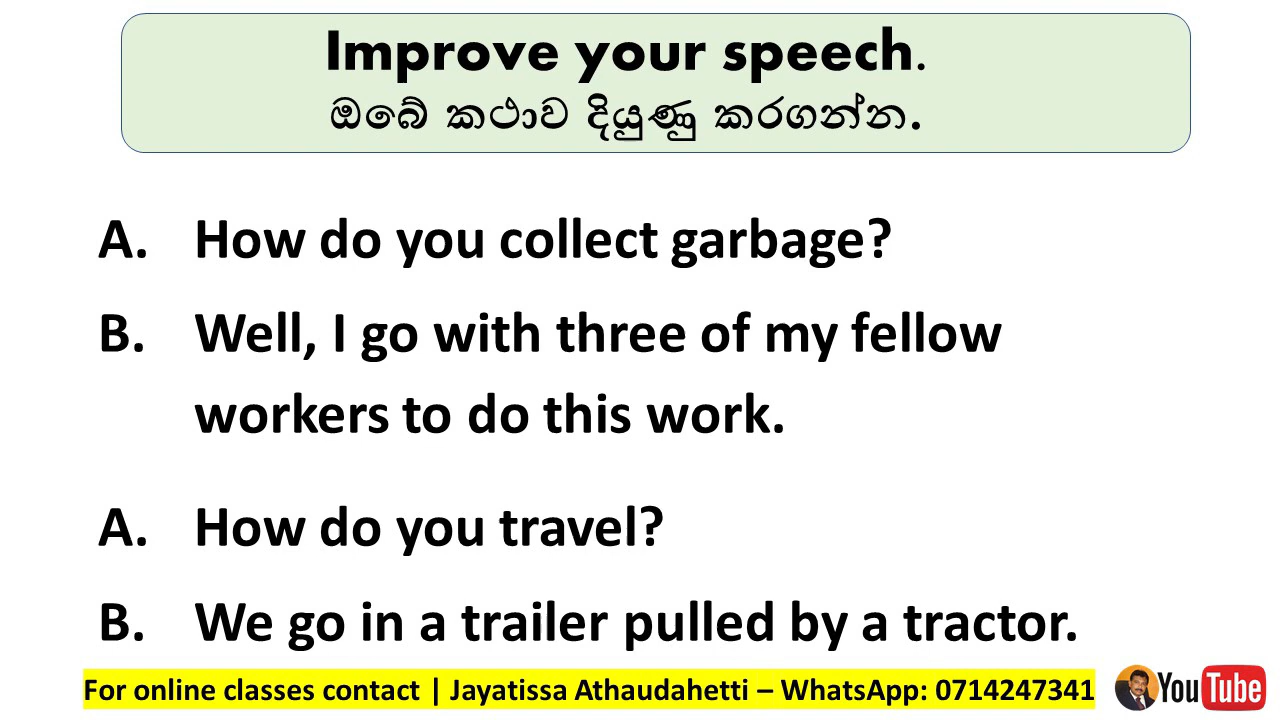 Improve your speech.
ඔබේ කථාව දියුණු කරගන්න.
A. How do you collect garbage?
B. Well, I go with three of my fellow
workers to do this work.
A. How do you travel?
B. We go in a trailer pulled by a tractor.
For online classes contact | Jayatissa Athaudahetti – WhatsApp: 0714247341
YouTube